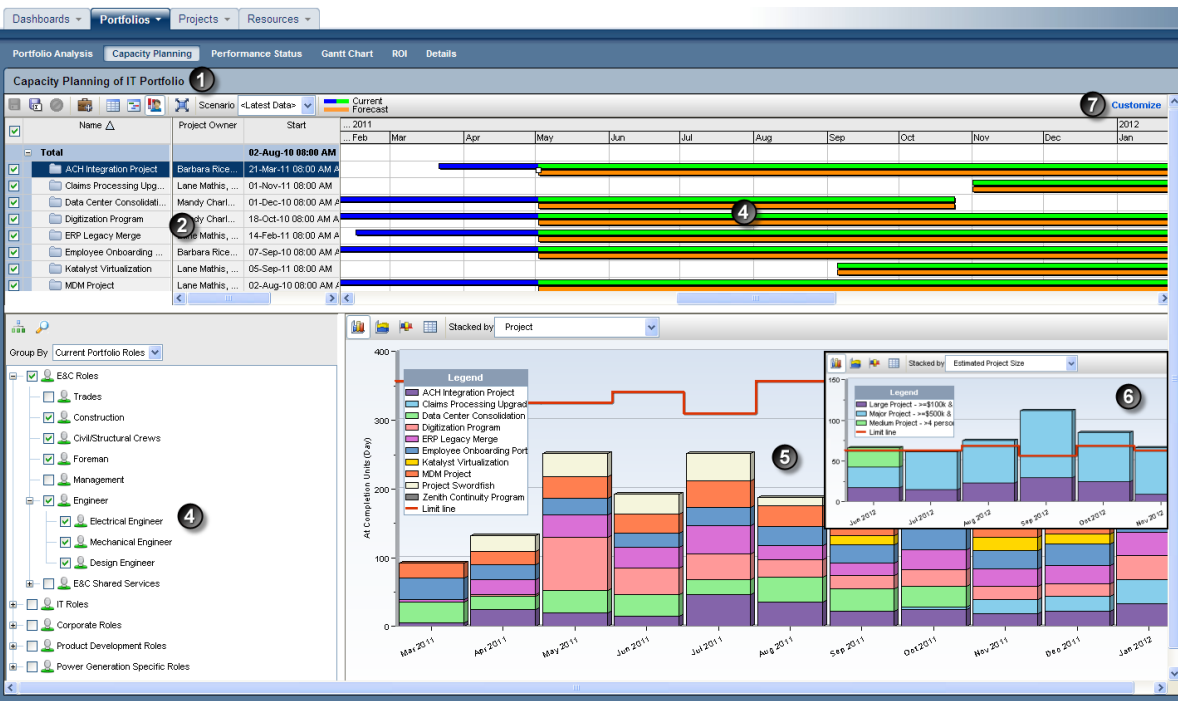 Dashboards Portfolios Projects Resources
Portfolio Analysis Capacity Planning Performance Status Gantt Chart ROI Details
Capacity Planning of IT Portfolio 1
Scenario <Latest Data> Current
Forecast
7 Customize
Name △ Project Owner Start ... 2011 2012
... Feb Mar Apr May Jun Jul Aug Sep Oct Nov Dec Jan
Total 02-Aug-10 08:00 AM
ACH Integration Project Barbara Rice... 21-Mar-11 08:00 AM A
Claims Processing Upg... Lane Mathis, ... 01-Nov-11 08:00 AM
Data Center Consolidati... Mandy Charl... 01-Dec-10 08:00 AM A
Digitization Program 2 Charl... 18-Oct-10 08:00 AM A
4
ERP Legacy Merge Mathis, ... 14-Feb-11 08:00 AM A
Employee Onboarding ... Barbara Rice... 07-Sep-10 08:00 AM A
Katalyst Virtualization Lane Mathis, ... 05-Sep-11 08:00 AM
MDM Project Lane Mathis, ... 02-Aug-10 08:00 AM A
Group By Current Portfolio Roles
E&C Roles
Trades
Construction
Civil/Structural Crews
Foreman
Management
Engineer
Electrical Engineer 4
Mechanical Engineer
Design Engineer
E&C Shared Services
IT Roles
Corporate Roles
Product Development Roles
Power Generation Specific Roles
Stacked by Project
At Completion Units (Day)
400
300
200
100
0
Legend
ACH Integration Project
Claims Processing Upgrad
Data Center Consolidation
Digitization Program
ERP Legacy Merge
Employee Onboarding Port
Katalyst Virtualization
MDM Project
Project Swordfish
Zenith Continuity Program
Limit line
5
Mar 2011 Apr 2011 May 2011 Jun 2011 Jul 2011 Aug 2011 Sep 2011 Oct 2011 Nov 2011 Dec 2011 Jan 2012
Stacked by Estimated Project Size
150
100
50
0
Legend
Large Project - >=$100k &
Major Project - >=$500k &
Medium Project - >4 perso
Limit line
6
Jun 2012 Jul 2012 Aug 2012 Sep 2012 Oct 2012 Nov 2012